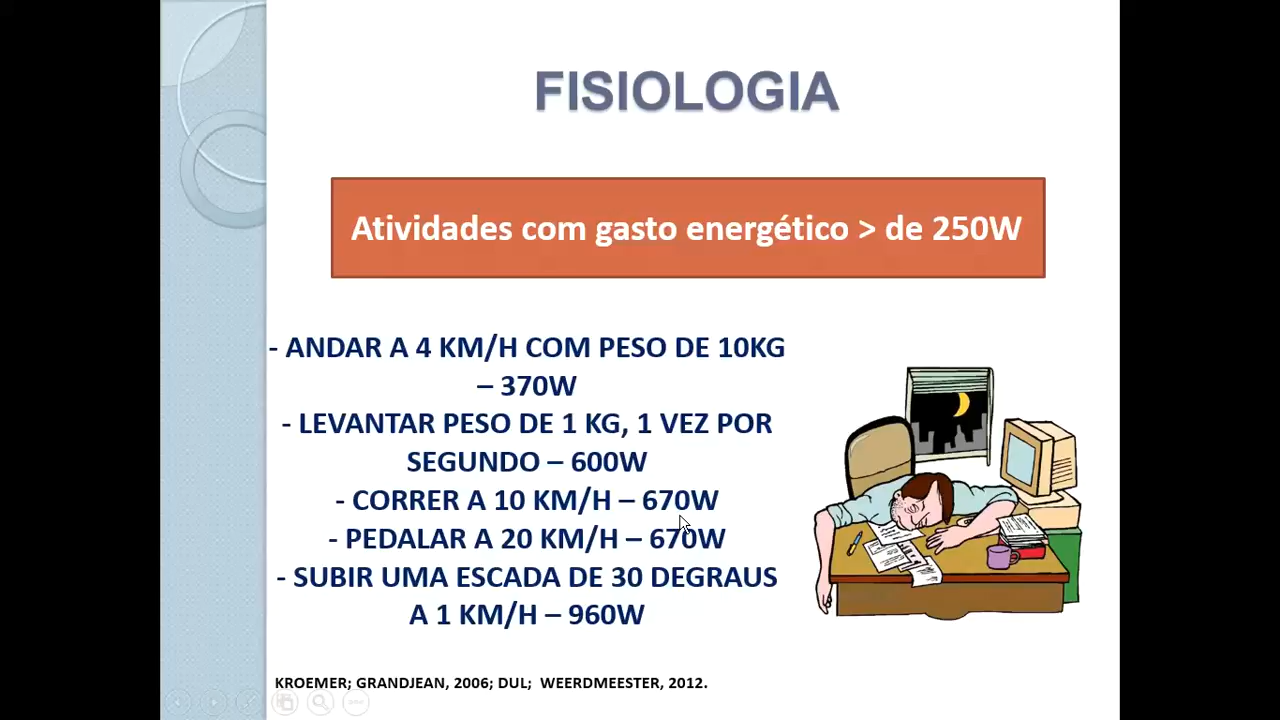 FISIOLOGIA
Atividades com gasto energético > de 250W
- ANDAR A 4 KM/H COM PESO DE 10KG
– 370W
- LEVANTAR PESO DE 1 KG, 1 VEZ POR
SEGUNDO – 600W
- CORRER A 10 KM/H – 670W
- PEDALAR A 20 KM/H – 670W
- SUBIR UMA ESCADA DE 30 DEGRAUS
A 1 KM/H – 960W
KROEMER; GRANDJEAN, 2006; DUL; WEERDMEESTER, 2012.